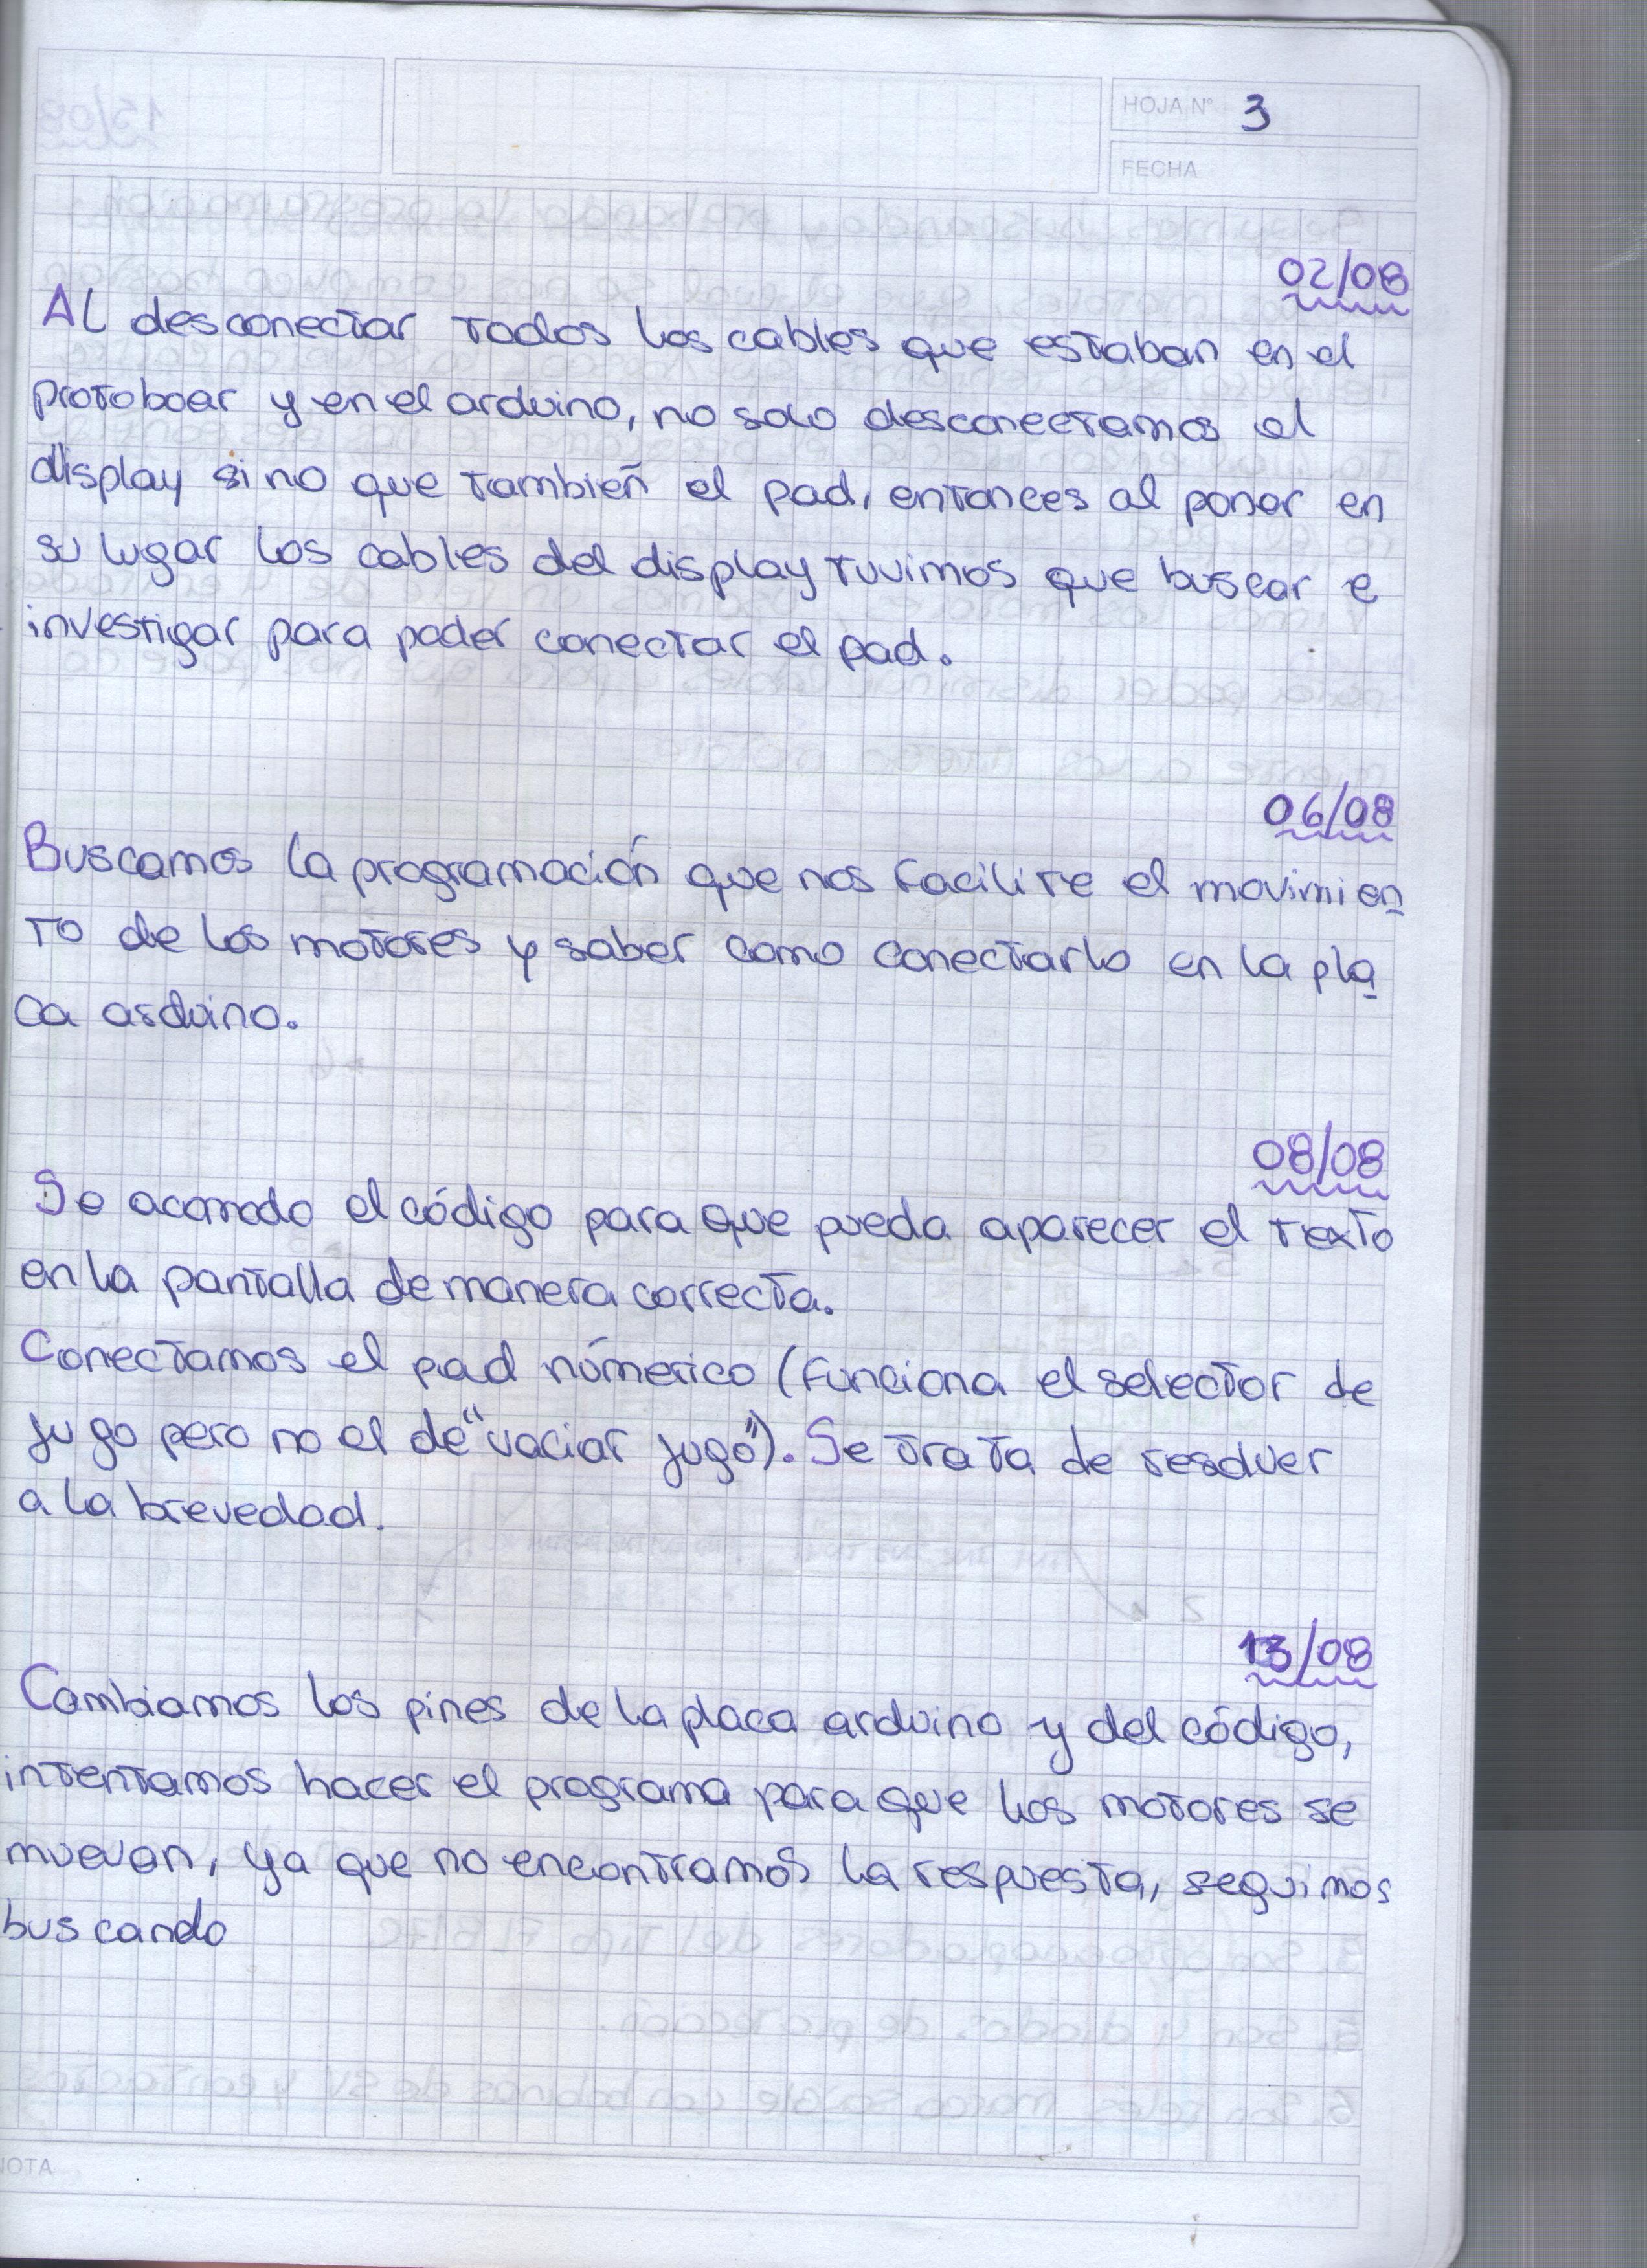 HOJA N° 3
FECHA
02/08
Al desconectar todos los cables que estaban en el
protoboar y en el arduino, no solo desconectamos el
display si no que tambień el pad, entonces al poner en
su lugar los cables del display tuvimos que buscar e
investigar para poder conectar el pad.
06/08
Buscamos la programación que nos facilite el movimien
to de los motores y saber como conectarlo en la pla
ca arduino.
08/08
Se acomodo el código para que pueda aparecer el texto
en la pantalla de manera correcta.
Conectamos el pad númerico (funciona el selector de
jugo pero no el de "vaciar jugo"). Se trata de resolver
a la brevedad.
13/08
Cambiamos los pines de la placa arduino y del código,
intentamos hacer el programa para que los motores se
muevan, ya que no encontramos la respuesta, seguimos
buscando
NOTA